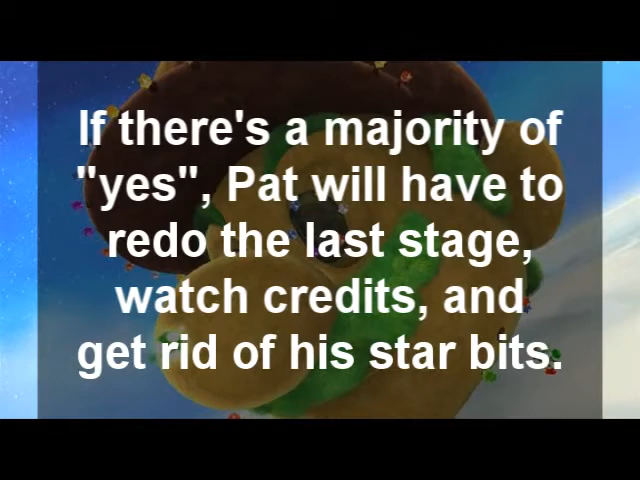 If there's a majority of
"yes", Pat will have to
redo the last stage,
watch credits, and
get rid of his star bits.